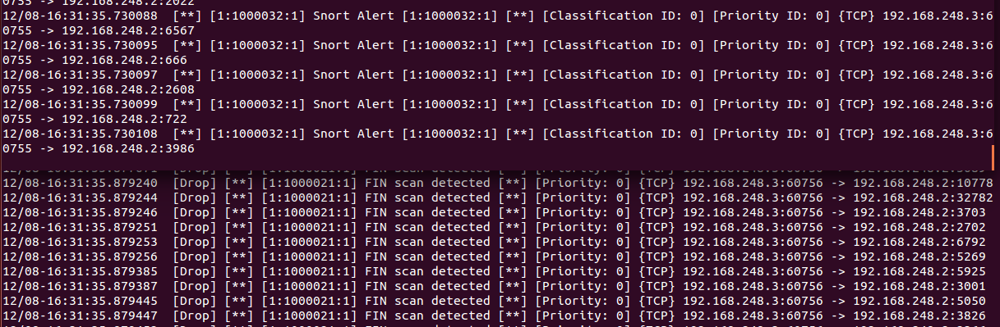 0755 -> 192.168.248.2:2022
12/08-16:31:35.730088  [**] [1:1000032:1] Snort Alert [1:1000032:1] [**] [Classification ID: 0] [Priority ID: 0] {TCP} 192.168.248.3:6
0755 -> 192.168.248.2:6567
12/08-16:31:35.730095  [**] [1:1000032:1] Snort Alert [1:1000032:1] [**] [Classification ID: 0] [Priority ID: 0] {TCP} 192.168.248.3:6
0755 -> 192.168.248.2:666
12/08-16:31:35.730097  [**] [1:1000032:1] Snort Alert [1:1000032:1] [**] [Classification ID: 0] [Priority ID: 0] {TCP} 192.168.248.3:6
0755 -> 192.168.248.2:2608
12/08-16:31:35.730099  [**] [1:1000032:1] Snort Alert [1:1000032:1] [**] [Classification ID: 0] [Priority ID: 0] {TCP} 192.168.248.3:6
0755 -> 192.168.248.2:722
12/08-16:31:35.730108  [**] [1:1000032:1] Snort Alert [1:1000032:1] [**] [Classification ID: 0] [Priority ID: 0] {TCP} 192.168.248.3:6
0755 -> 192.168.248.2:3986
[Drop] [**] [1:1000021:1] FIN scan detected [**] [Priority: 0] {TCP} 192.168.248.3:60756 ->
12/08-16:31:35.879240  [Drop] [**] [1:1000021:1] FIN scan detected [**] [Priority: 0] {TCP} 192.168.248.3:60756 -> 192.168.248.2:10778
12/08-16:31:35.879244  [Drop] [**] [1:1000021:1] FIN scan detected [**] [Priority: 0] {TCP} 192.168.248.3:60756 -> 192.168.248.2:32782
12/08-16:31:35.879246  [Drop] [**] [1:1000021:1] FIN scan detected [**] [Priority: 0] {TCP} 192.168.248.3:60756 -> 192.168.248.2:3703
12/08-16:31:35.879251  [Drop] [**] [1:1000021:1] FIN scan detected [**] [Priority: 0] {TCP} 192.168.248.3:60756 -> 192.168.248.2:2702
12/08-16:31:35.879253  [Drop] [**] [1:1000021:1] FIN scan detected [**] [Priority: 0] {TCP} 192.168.248.3:60756 -> 192.168.248.2:6792
12/08-16:31:35.879256  [Drop] [**] [1:1000021:1] FIN scan detected [**] [Priority: 0] {TCP} 192.168.248.3:60756 -> 192.168.248.2:5269
12/08-16:31:35.879385  [Drop] [**] [1:1000021:1] FIN scan detected [**] [Priority: 0] {TCP} 192.168.248.3:60756 -> 192.168.248.2:5925
12/08-16:31:35.879387  [Drop] [**] [1:1000021:1] FIN scan detected [**] [Priority: 0] {TCP} 192.168.248.3:60756 -> 192.168.248.2:3001
12/08-16:31:35.879445  [Drop] [**] [1:1000021:1] FIN scan detected [**] [Priority: 0] {TCP} 192.168.248.3:60756 -> 192.168.248.2:5050
12/08-16:31:35.879447  [Drop] [**] [1:1000021:1] FIN scan detected [**] [Priority: 0] {TCP} 192.168.248.3:60756 -> 192.168.248.2:3826